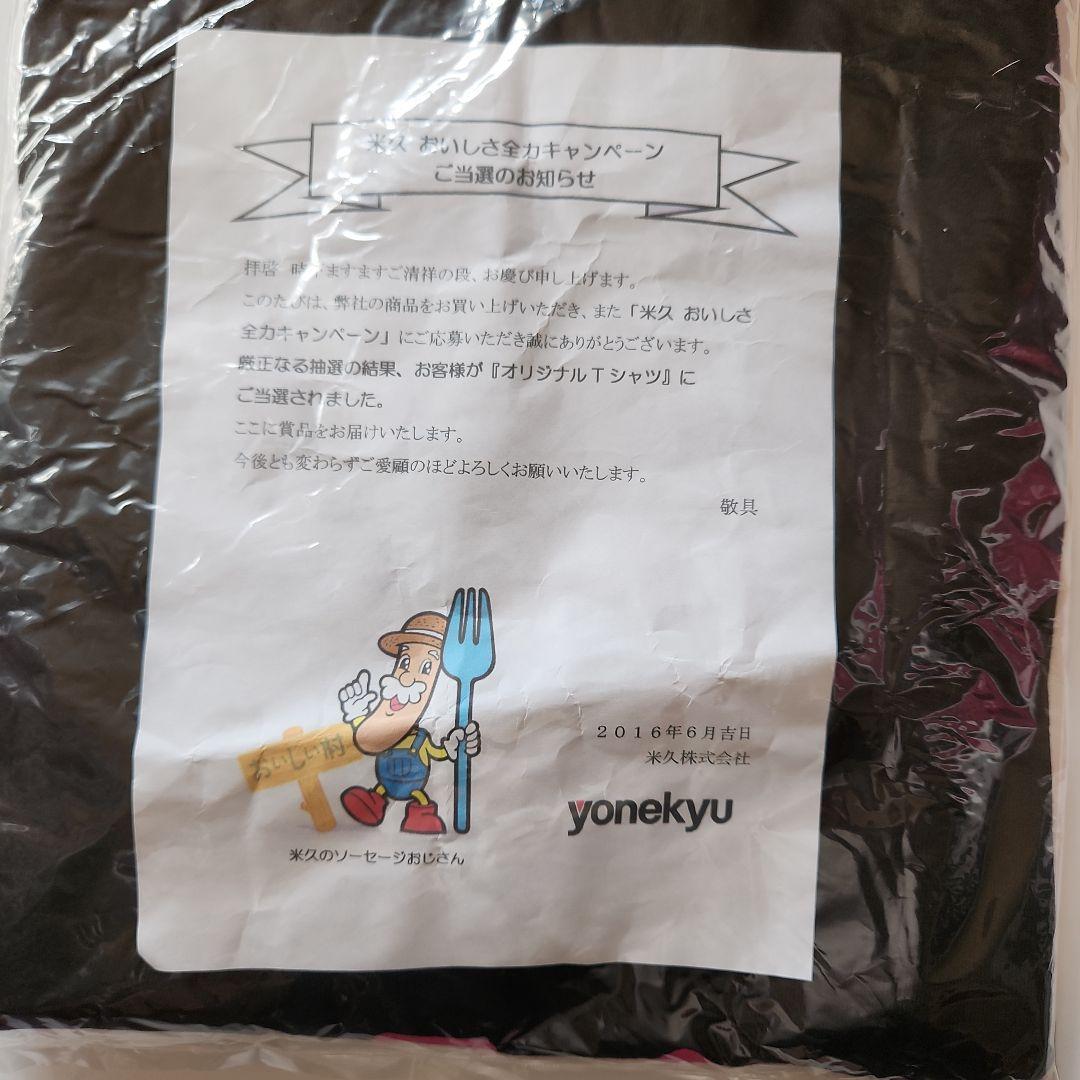 米久 おいしさ全力キャンペーン
ご当選のお知らせ
拝啓 時下ますますご清祥の段、お慶び申し上げます。
このたびは、弊社の商品をお買い上げいただき、また「米久 おいしさ
全力キャンペーン」にご応募いただき誠にありがとうございます。
厳正なる抽選の結果、お客様が『オリジナルTシャツ』に
ご当選されました。
ここに賞品をお届けいたします。
今後とも変わらずご愛顧のほどよろしくお願いいたします。
敬具
おいしい村
2016年6月吉日
米久株式会社
yonekyu
米久のソーセージおじさん